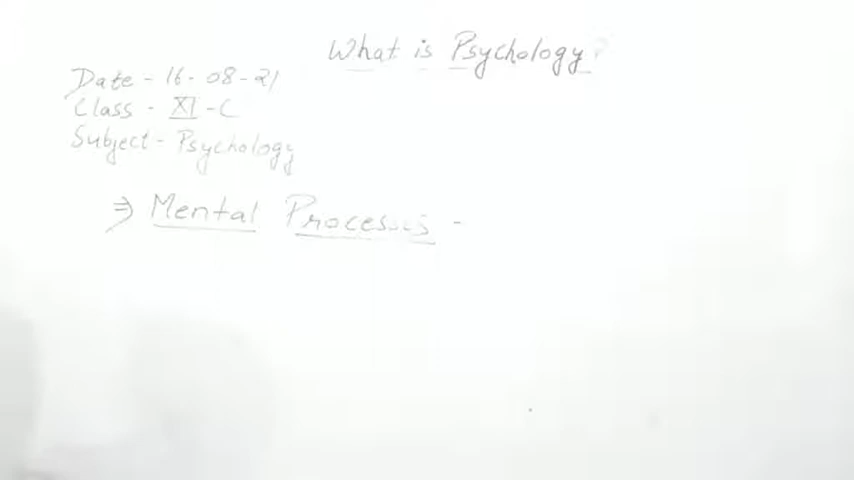 What is Psychology?
Date - 16-08-21
Class - XI - C
Subject - Psychology
⇒ Mental Processes -